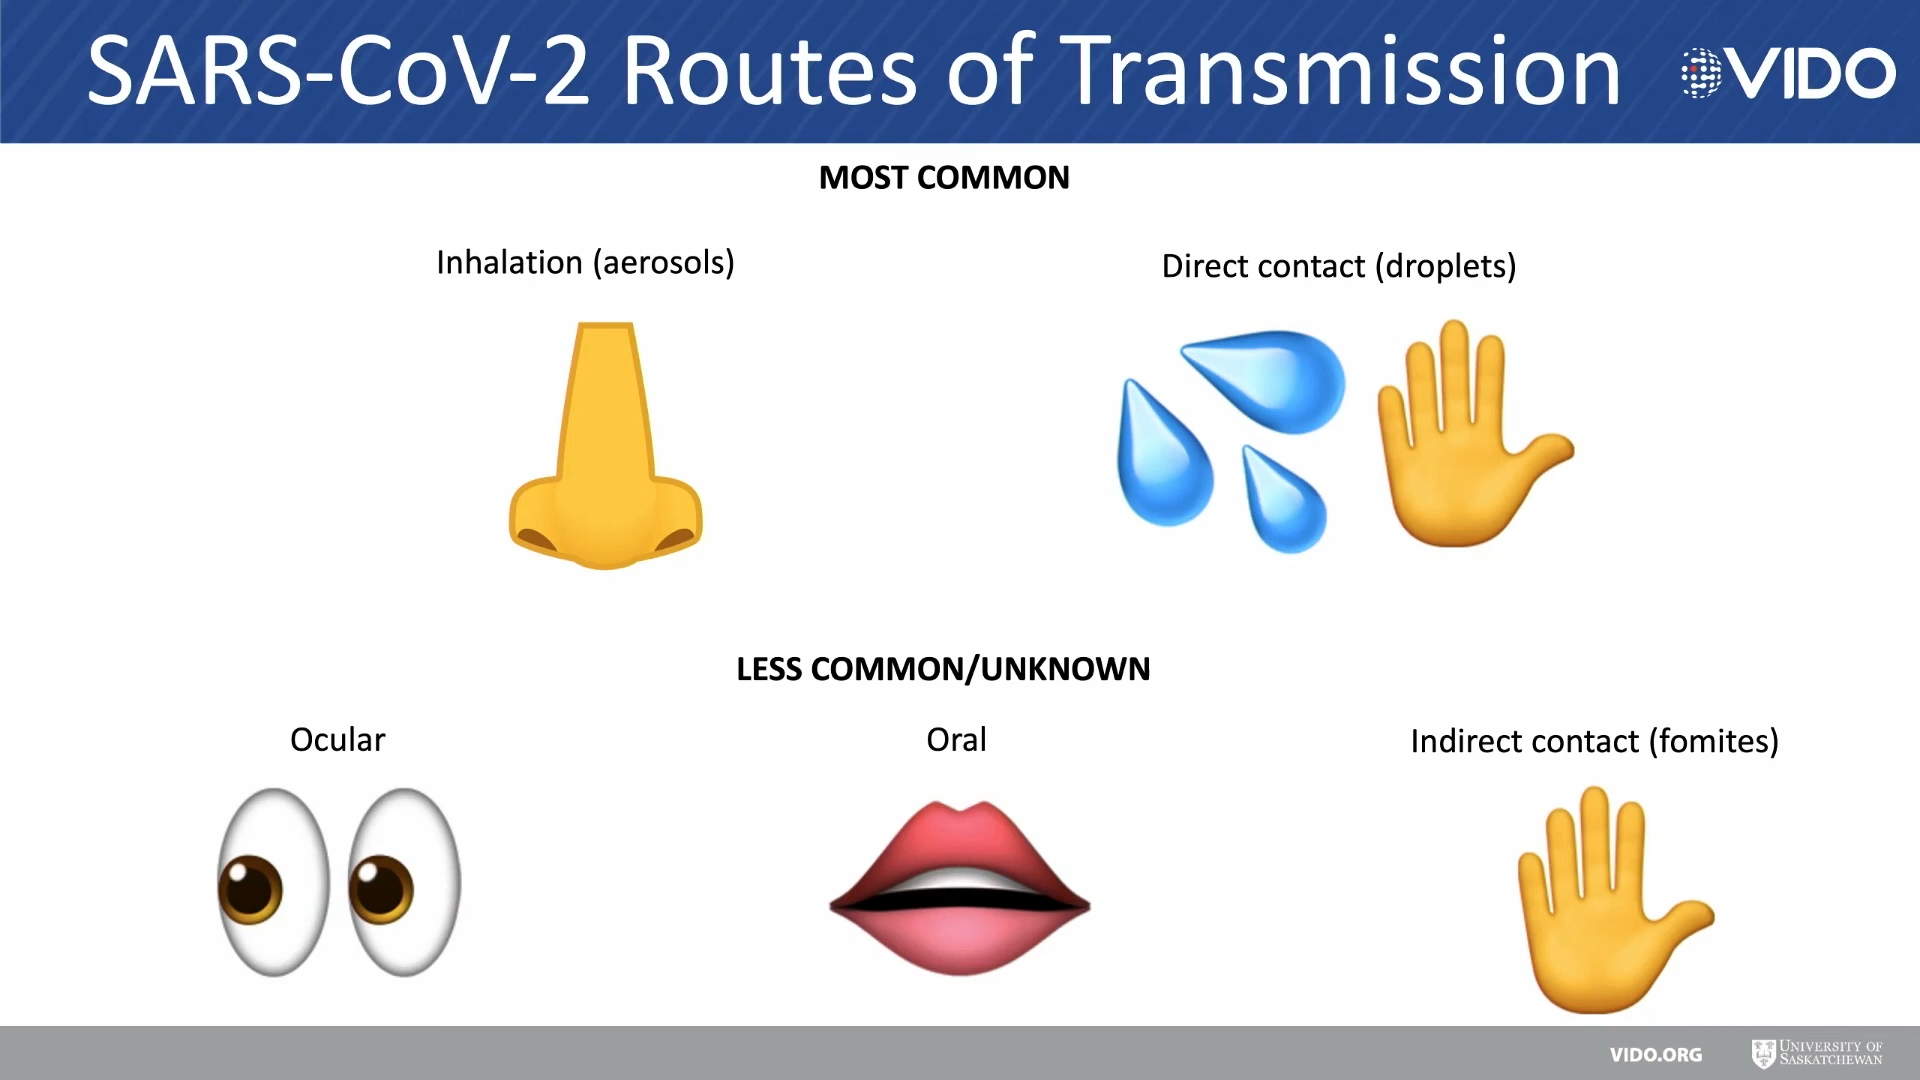 SARS-CoV-2 Routes of Transmission
VIDO
MOST COMMON
Inhalation (aerosols)
Direct contact (droplets)
LESS COMMON/UNKNOWN
Ocular
Oral
Indirect contact (fomites)
VIDO.ORG
UNIVERSITY OF
SASKATCHEWAN